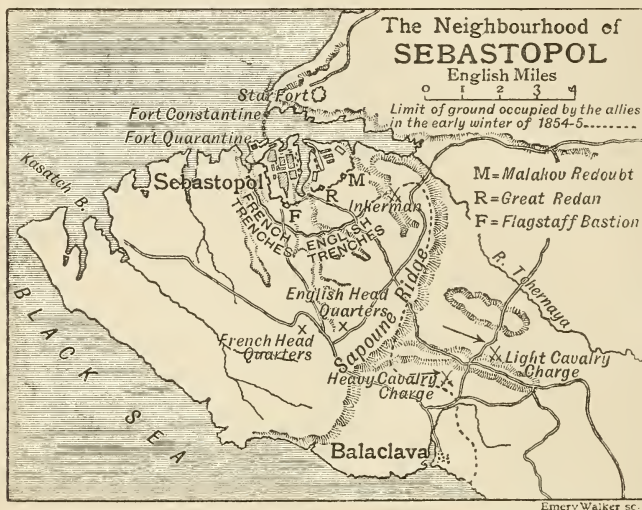 The Neighbourhood of
SEBASTOPOL
English Miles
0 1 2 3 4
Limit of ground occupied by the allies
in the early winter of 1854-5
Star Fort
Fort Constantine
Fort Quarantine
M=Malakou Redoubt
R=Great Redan
F=Flagstaff Bastion
Kasatch B.
Sebastopol
M
R
F
Inkerman
FRENCH
TRENCHES
ENGLISH
TRENCHES
R. Tchernaya
English Head
Quarters
French Head
Quarters
Sapoune Ridge
Light Cavalry
Charge
Heavy Cavalry
Charge
BLACK SEA
Balaclava
Emery Walker sc.